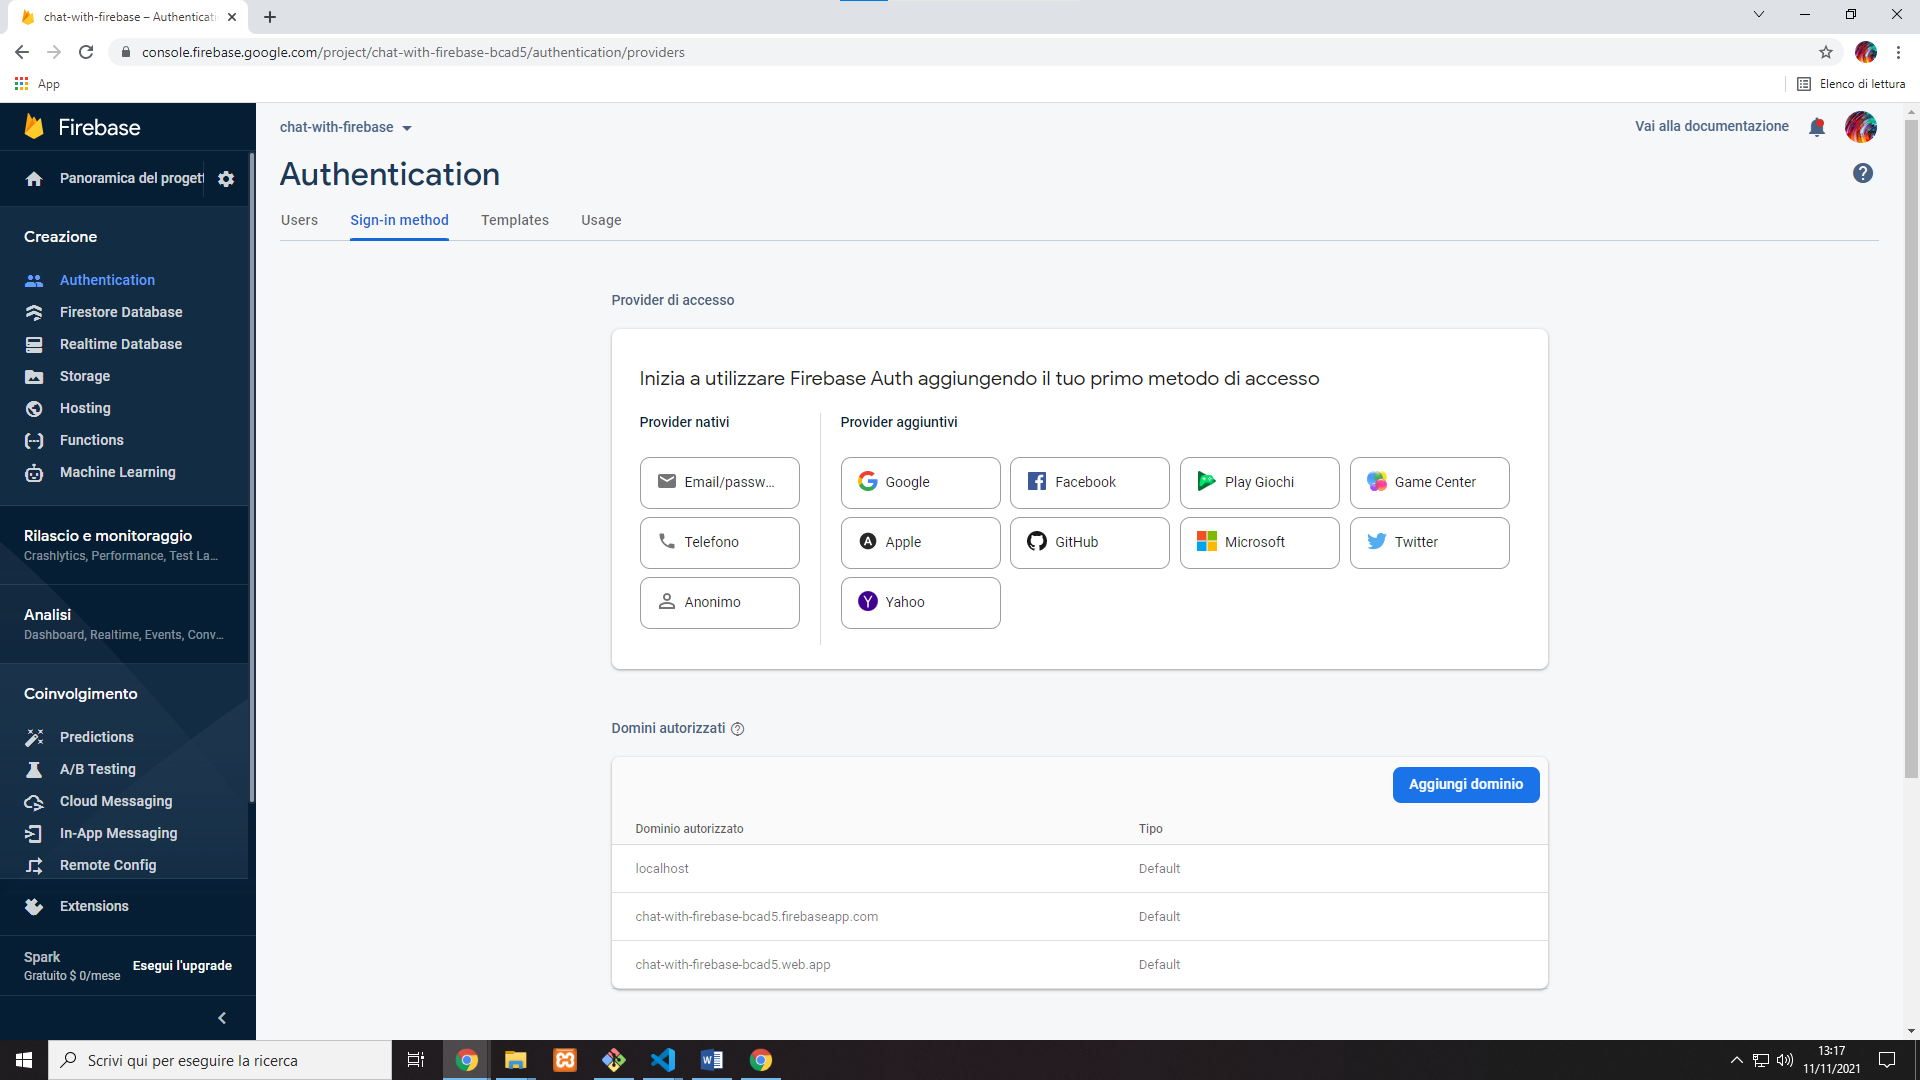 chat-with-firebase – Authenticati
console.firebase.google.com/project/chat-with-firebase-bcad5/authentication/providers
App
Elenco di lettura
Firebase
chat-with-firebase
Vai alla documentazione
Panoramica del proget
Authentication
Users
Sign-in method
Templates
Usage
Creazione
Authentication
Firestore Database
Realtime Database
Storage
Hosting
Functions
Machine Learning
Rilascio e monitoraggio
Crashlytics, Performance, Test La...
Analisi
Dashboard, Realtime, Events, Conv...
Coinvolgimento
Predictions
A/B Testing
Cloud Messaging
In-App Messaging
Remote Config
Extensions
Spark
Gratuito $ 0/mese
Esegui l'upgrade
Provider di accesso
Inizia a utilizzare Firebase Auth aggiungendo il tuo primo metodo di accesso
Provider nativi
Provider aggiuntivi
Email/passw...
Google
Facebook
Play Giochi
Game Center
Telefono
Apple
GitHub
Microsoft
Twitter
Anonimo
Yahoo
Domini autorizzati
Aggiungi dominio
Dominio autorizzato
Tipo
localhost
Default
chat-with-firebase-bcad5.firebaseapp.com
Default
chat-with-firebase-bcad5.web.app
Default
Scrivi qui per eseguire la ricerca
13:17
11/11/2021